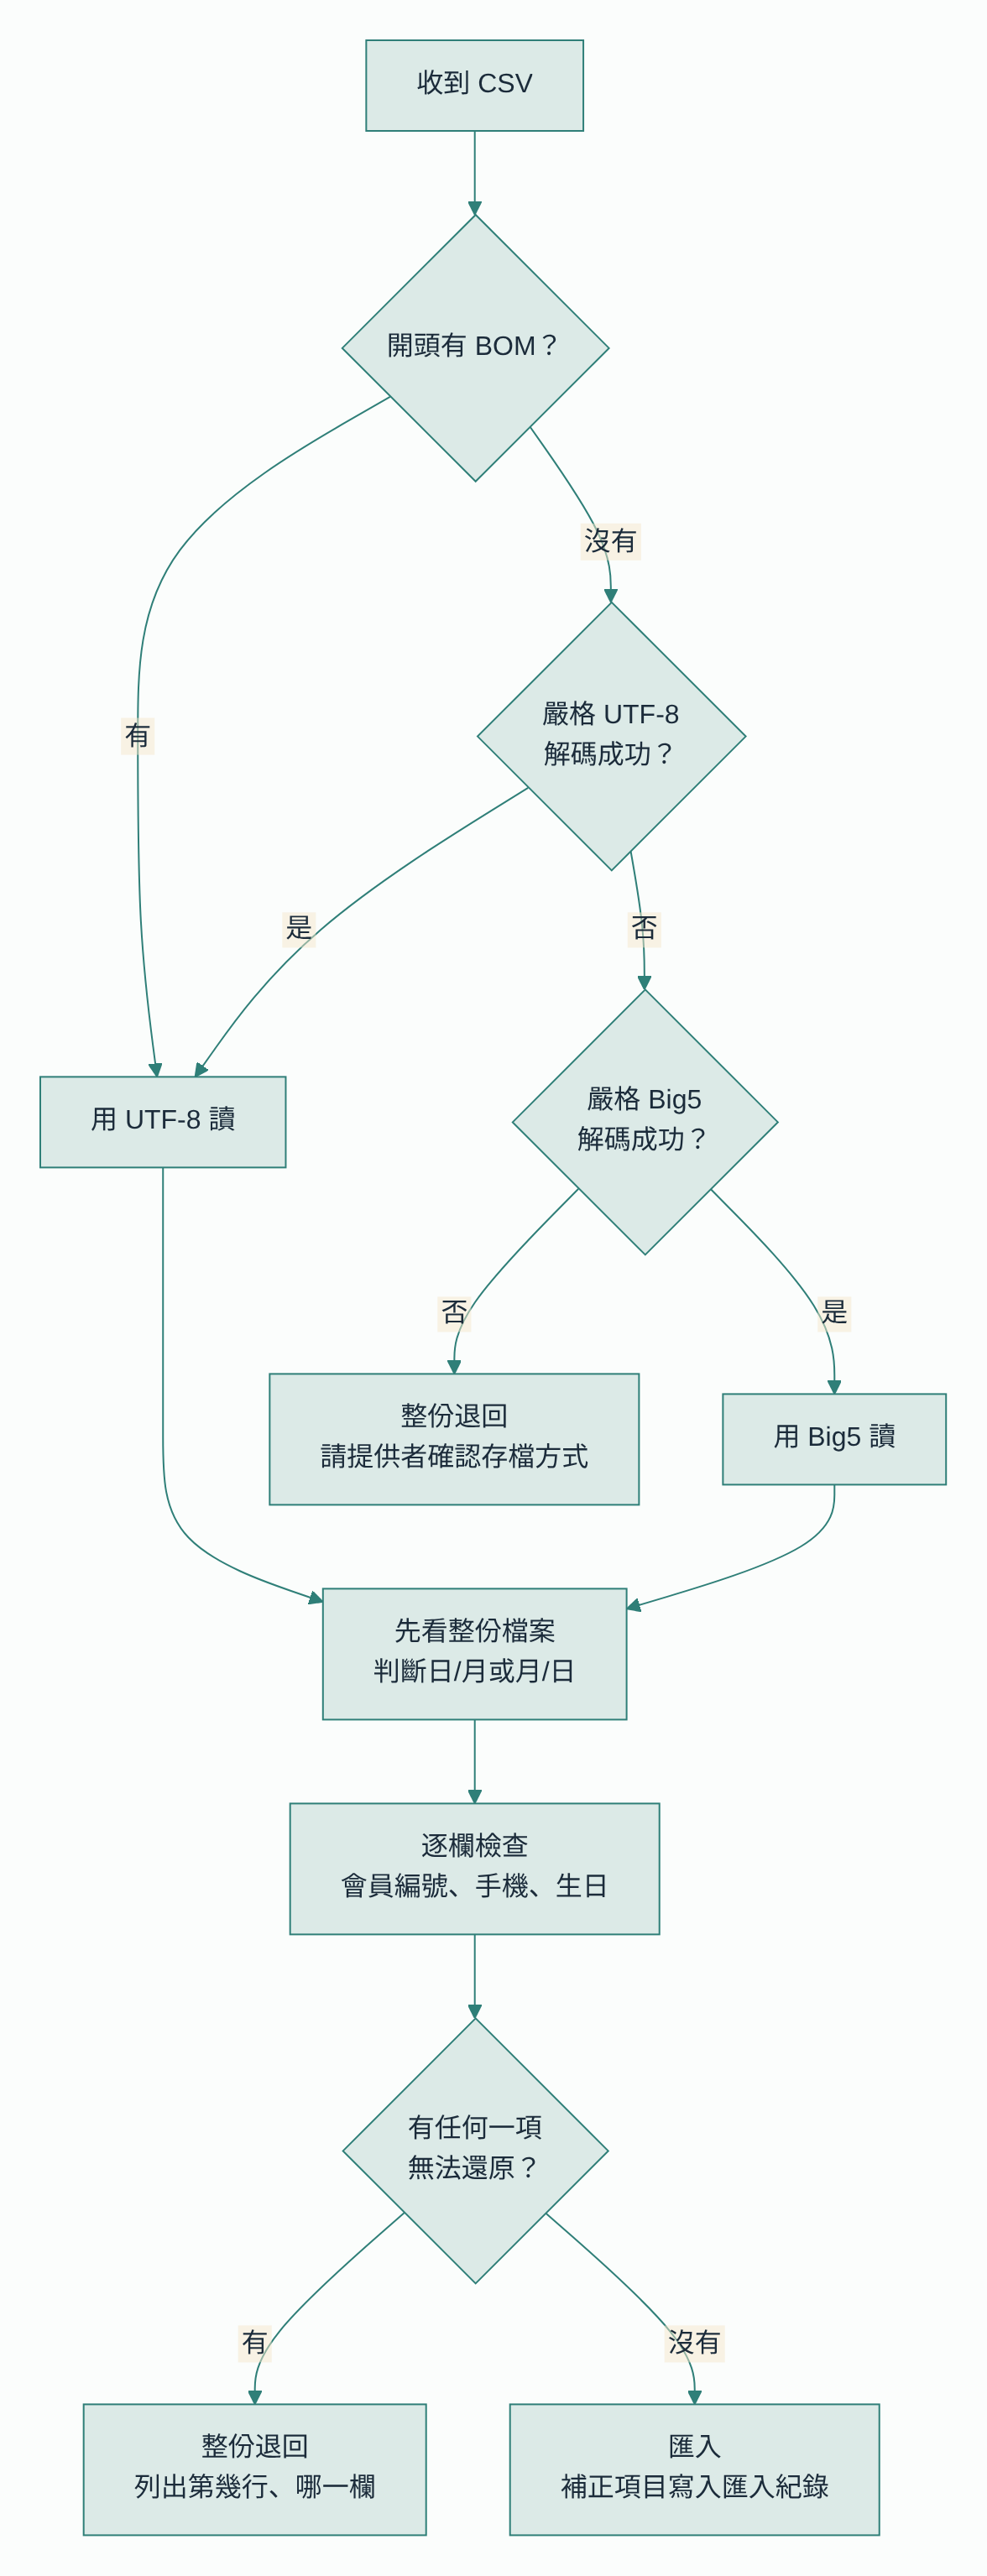 收到 CSV
開頭有 BOM？
沒有
嚴格 UTF-8
解碼成功？
有
是
否
用 UTF-8 讀
嚴格 Big5
解碼成功？
否
是
整份退回
請提供者確認存檔方式
用 Big5 讀
先看整份檔案
判斷日/月或月/日
逐欄檢查
會員編號、手機、生日
有任何一項
無法還原？
有
沒有
整份退回
列出第幾行、哪一欄
匯入
補正項目寫入匯入紀錄